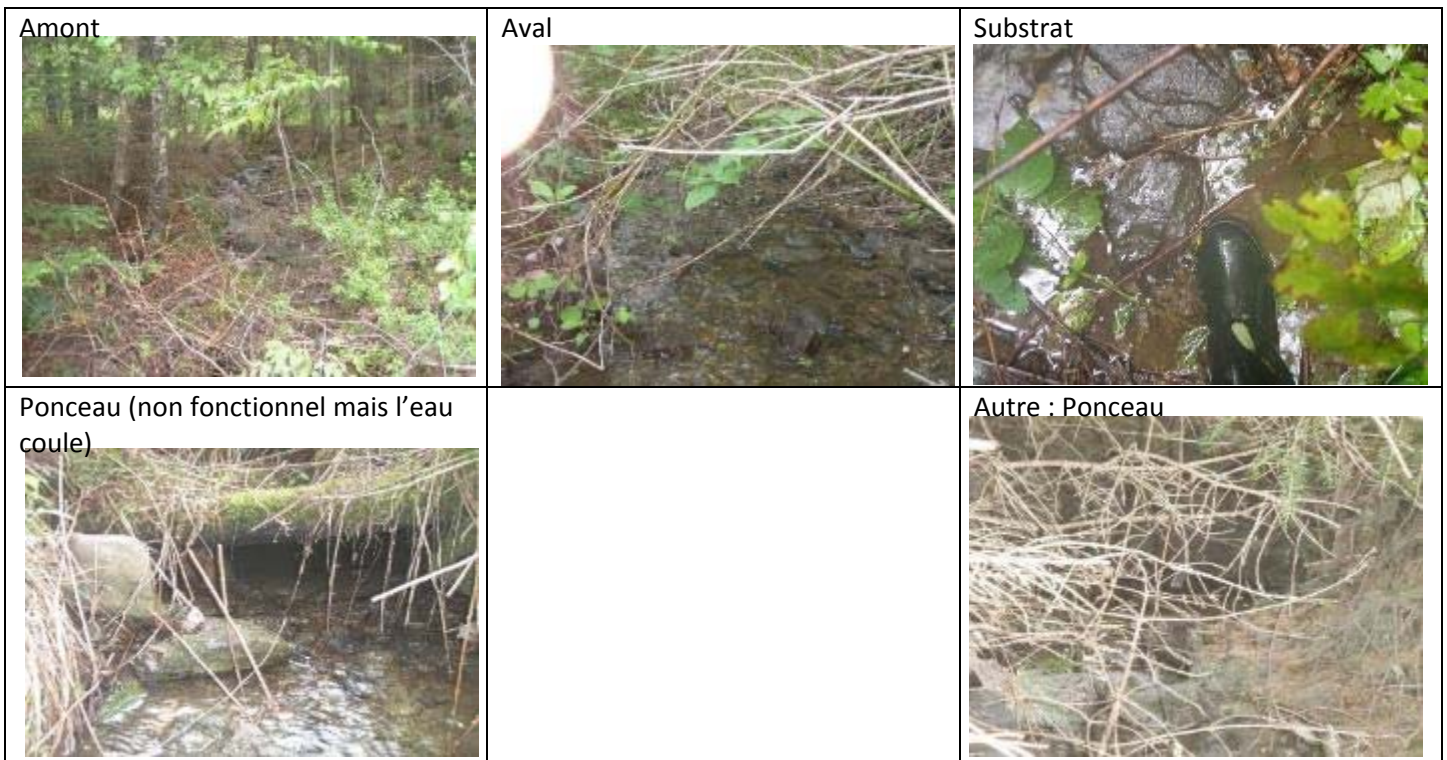 Amont
Aval
Substrat
Ponceau (non fonctionnel mais l’eau
coule)
Autre : Ponceau